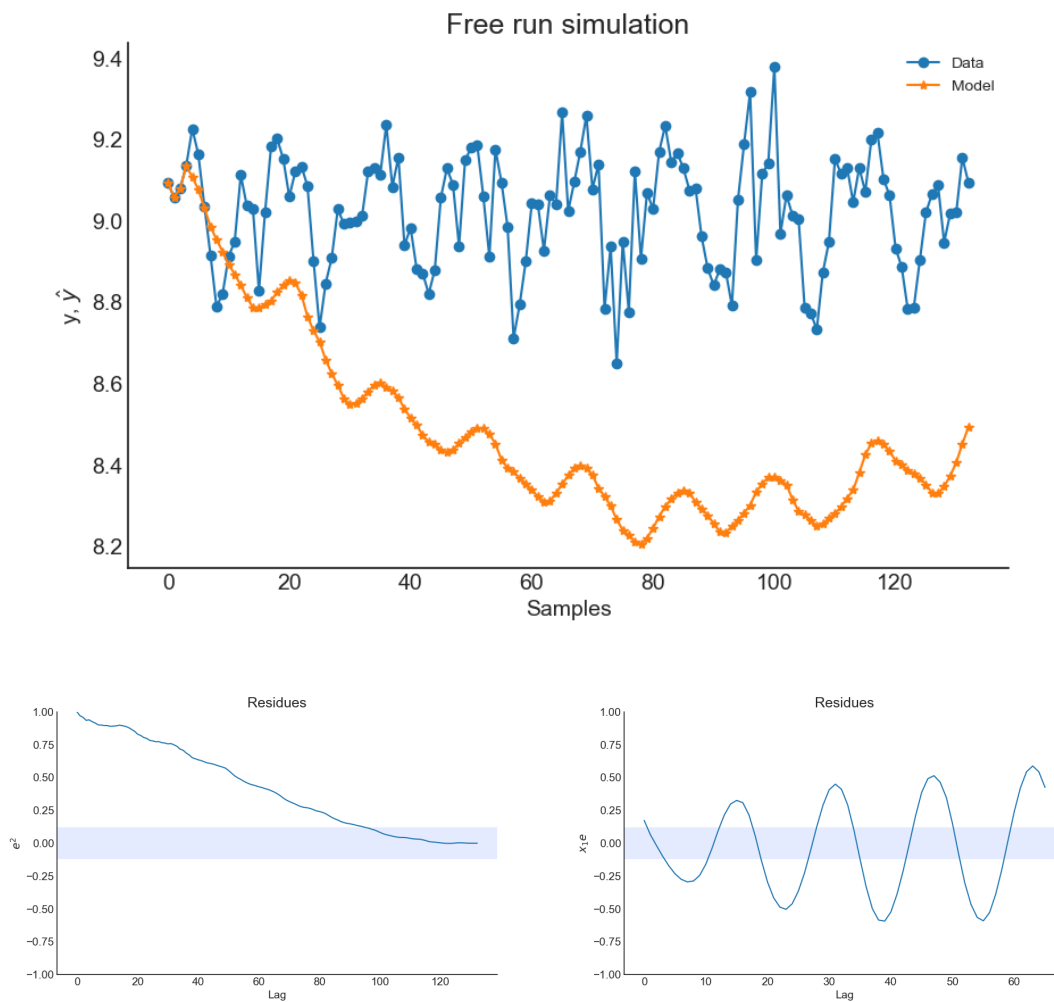 Free run simulation
Data
Model
9.4
9.2
9.0
8.8
8.6
8.4
8.2
y, ŷ
0 20 40 60 80 100 120
Samples
Residues
1.00
0.75
0.50
0.25
0.00
−0.25
−0.50
−0.75
−1.00
e²
0 20 40 60 80 100 120
Lag
Residues
1.00
0.75
0.50
0.25
0.00
−0.25
−0.50
−0.75
−1.00
x₁e
0 10 20 30 40 50 60
Lag